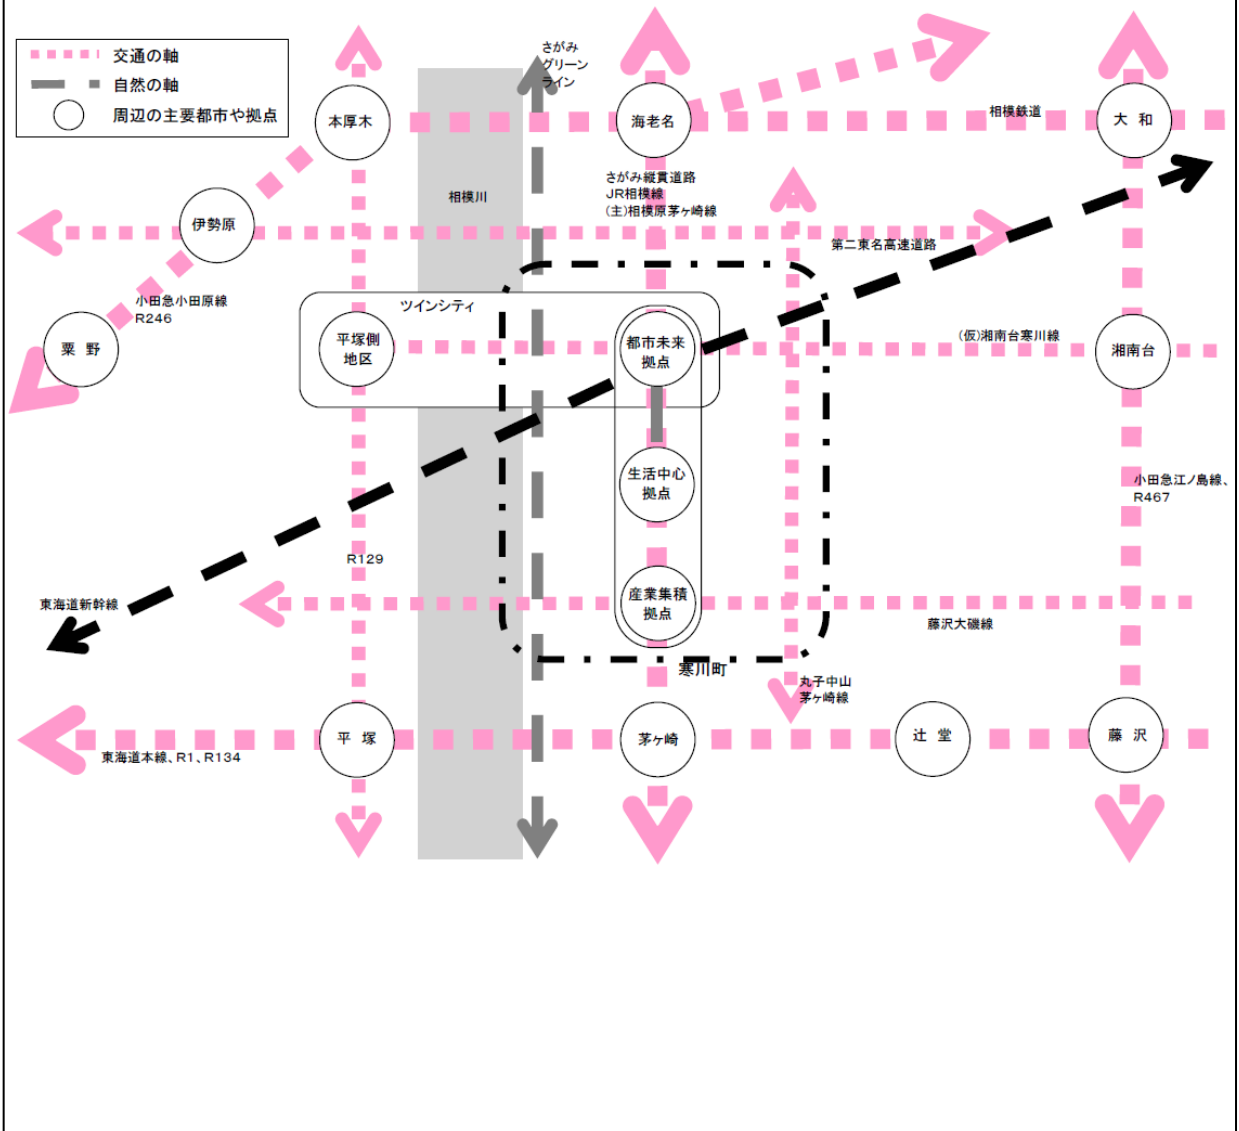 交通の軸
自然の軸
周辺の主要都市や拠点
さがみ
グリーン
ライン
本厚木
海老名
相模鉄道
大 和
相模川
さがみ縦貫道路
JR相模線
(主)相模原茅ヶ崎線
伊勢原
第二東名高速道路
小田急小田原線
R246
ツインシティ
粟 野
平塚側
地区
都市未来
拠点
(仮)湘南台寒川線
湘南台
生活中心
拠点
小田急江ノ島線、
R467
R129
東海道新幹線
産業集積
拠点
藤沢大磯線
寒川町
丸子中山
茅ヶ崎線
平 塚
茅ヶ崎
辻 堂
藤 沢
東海道本線、R1、R134